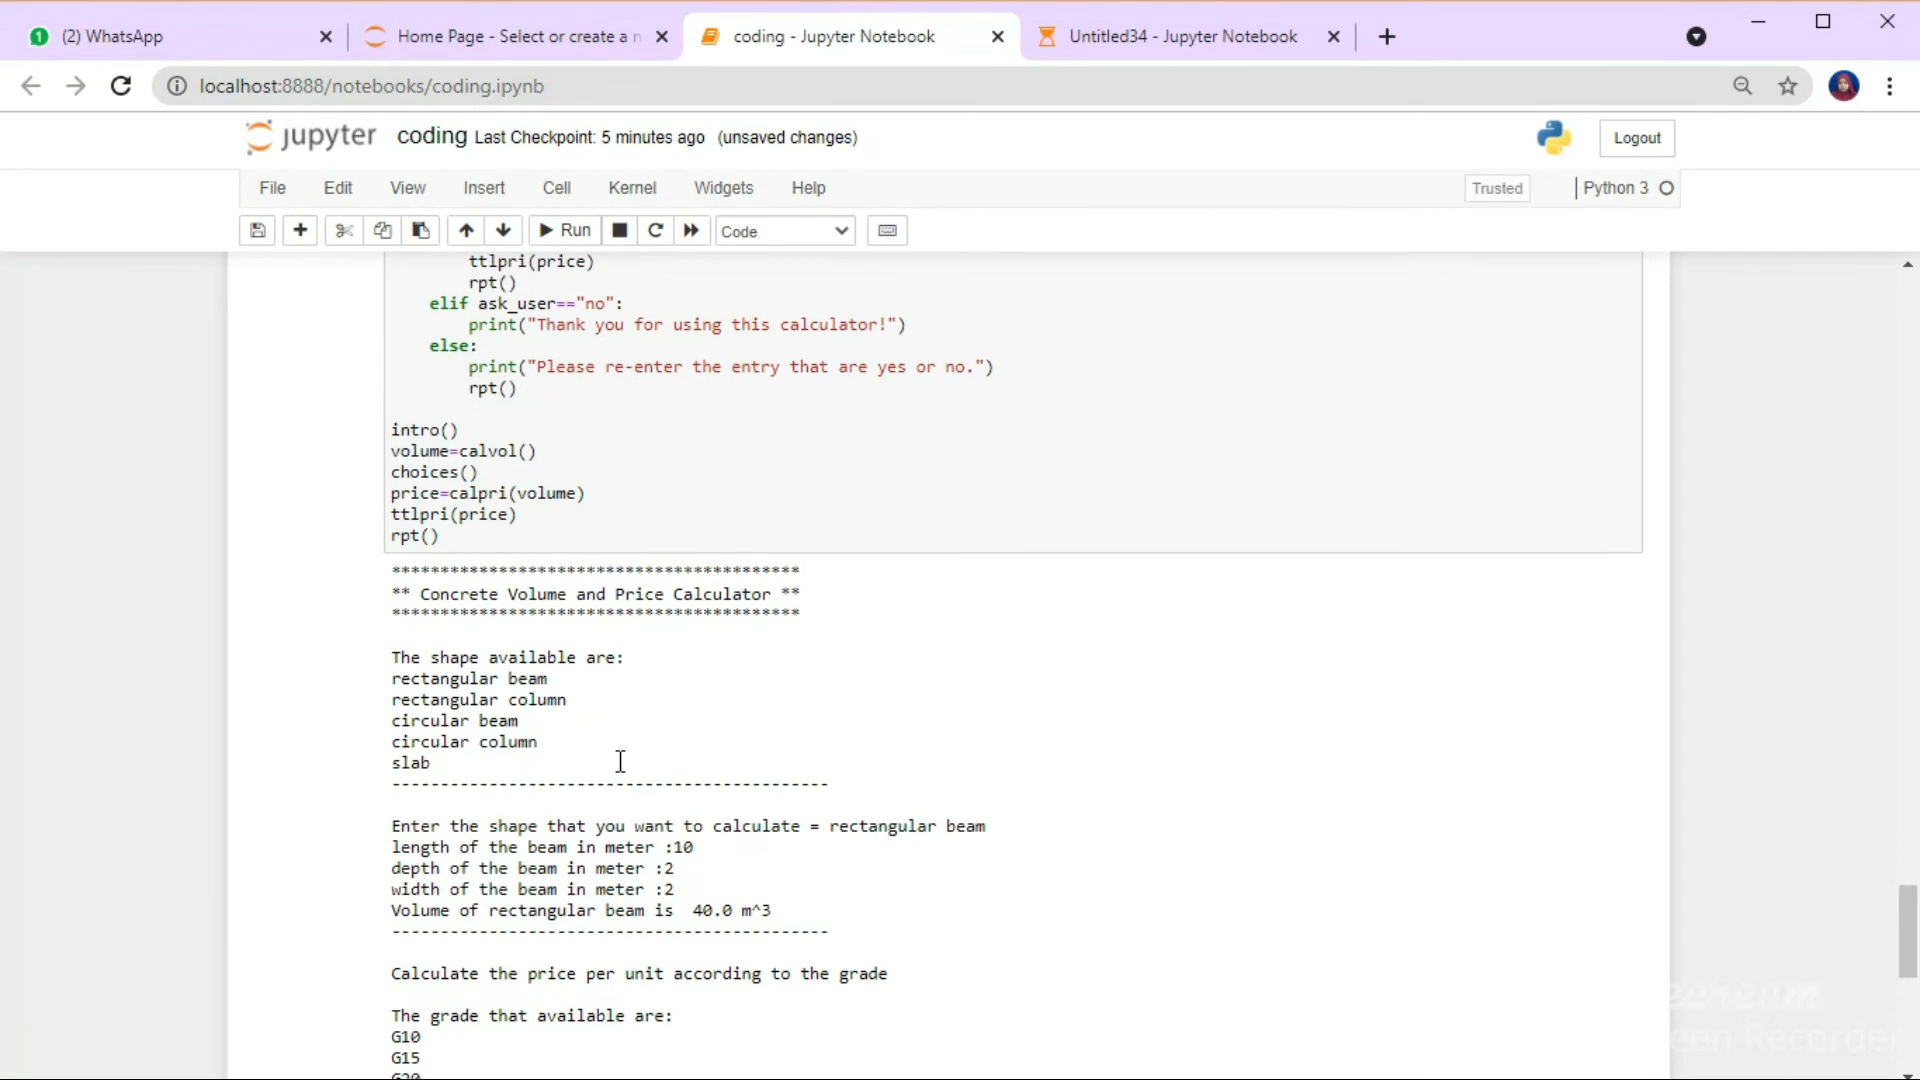 1 (2) WhatsApp
Home Page - Select or create a n
coding - Jupyter Notebook
Untitled34 - Jupyter Notebook
localhost:8888/notebooks/coding.ipynb
jupyter coding Last Checkpoint: 5 minutes ago (unsaved changes)
Logout
File Edit View Insert Cell Kernel Widgets Help
Trusted
Python 3
Run
Code
ttlpri(price)
rpt()
elif ask_user=="no":
print("Thank you for using this calculator!")
else:
print("Please re-enter the entry that are yes or no.")
rpt()
intro()
volume=calvol()
choices()
price=calpri(volume)
ttlpri(price)
rpt()
******************************************
** Concrete Volume and Price Calculator **
******************************************
The shape available are:
rectangular beam
rectangular column
circular beam
circular column
slab
---------------------------------------------
Enter the shape that you want to calculate = rectangular beam
length of the beam in meter :10
depth of the beam in meter :2
width of the beam in meter :2
Volume of rectangular beam is  40.0 m^3
---------------------------------------------
Calculate the price per unit according to the grade
The grade that available are:
G10
G15
G20